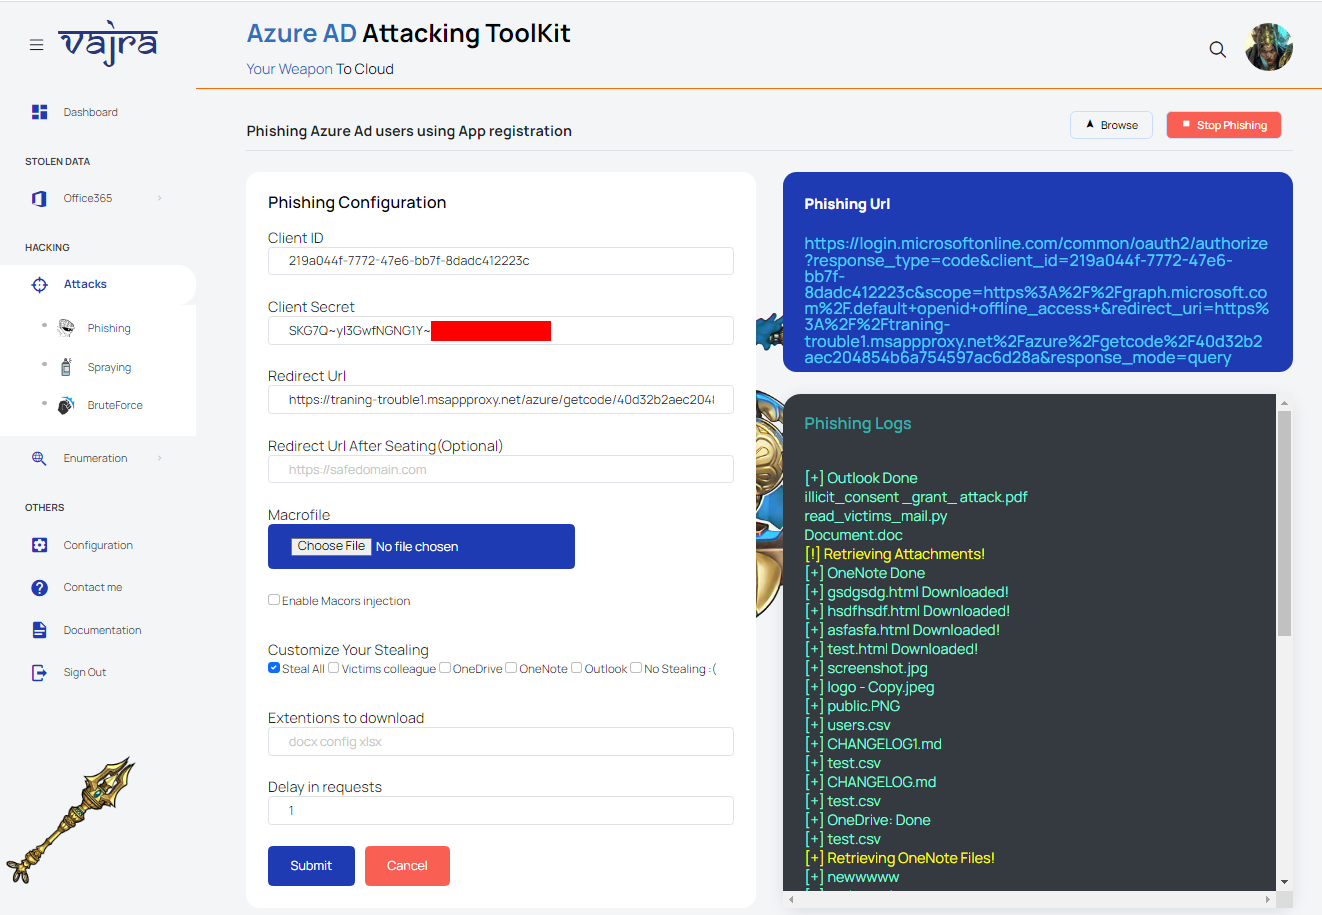 vajra
Azure AD Attacking ToolKit
Your Weapon To Cloud
Dashboard
STOLEN DATA
Office365
HACKING
Attacks
Phishing
Spraying
BruteForce
Enumeration
OTHERS
Configuration
Contact me
Documentation
Sign Out
Phishing Azure Ad users using App registration
Browse
Stop Phishing
Phishing Configuration
Client ID
219a044f-7772-47e6-bb7f-8dadc412223c
Client Secret
SKG7Q~yI3GwfNGNG1Y~
Redirect Url
https://traning-trouble1.msappproxy.net/azure/getcode/40d32b2aec204
Redirect Url After Seating(Optional)
https://safedomain.com
Macrofile
Choose File No file chosen
Enable Macors injection
Customize Your Stealing
Steal All Victims colleague OneDrive OneNote Outlook No Stealing :(
Extentions to download
docx config xlsx
Delay in requests
1
Submit Cancel
Phishing Url
https://login.microsoftonline.com/common/oauth2/authorize
?response_type=code&client_id=219a044f-7772-47e6-
bb7f-
8dadc412223c&scope=https%3A%2F%2Fgraph.microsoft.co
m%2F.default+openid+offline_access+&redirect_uri=https%
3A%2F%2Ftraning-
trouble1.msappproxy.net%2Fazure%2Fgetcode%2F40d32b2
aec204854b6a754597ac6d28a&response_mode=query
Phishing Logs
[+] Outlook Done
illicit_consent _grant_ attack.pdf
read_victims_mail.py
Document.doc
[!] Retrieving Attachments!
[+] OneNote Done
[+] gsdgsdg.html Downloaded!
[+] hsdfhsdf.html Downloaded!
[+] asfasfa.html Downloaded!
[+] test.html Downloaded!
[+] screenshot.jpg
[+] logo - Copy.jpeg
[+] public.PNG
[+] users.csv
[+] CHANGELOG1.md
[+] test.csv
[+] CHANGELOG.md
[+] test.csv
[+] OneDrive: Done
[+] test.csv
[+] Retrieving OneNote Files!
[+] newwwww